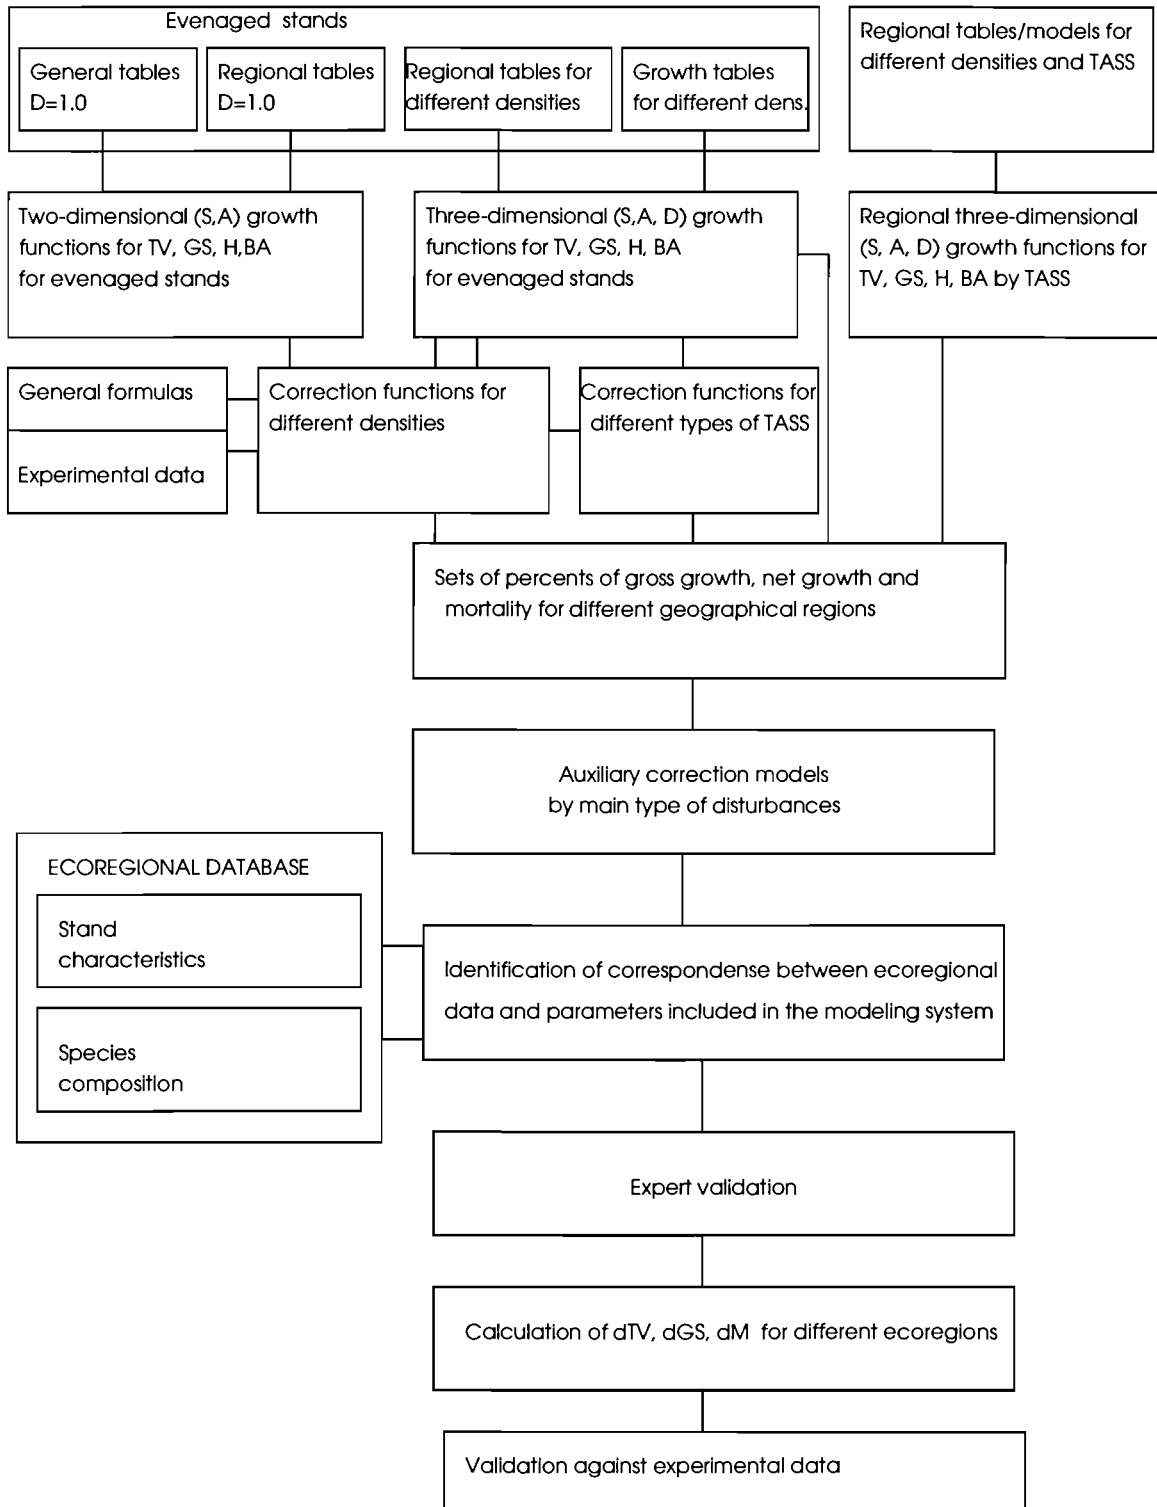 Evenaged stands
General tables
D=1.0
Regional tables
D=1.0
Regional tables for
different densities
Growth tables
for different dens.
Regional tables/models for
different densities and TASS
Two-dimensional (S,A) growth
functions for TV, GS, H,BA
for evenaged stands
Three-dimensional (S,A, D) growth
functions for TV, GS, H, BA
for evenaged stands
Regional three-dimensional
(S, A, D) growth functions for
TV, GS, H, BA by TASS
General formulas
Experimental data
Correction functions for
different densities
Correction functions for
different types of TASS
Sets of percents of gross growth, net growth and
mortality for different geographical regions
Auxiliary correction models
by main type of disturbances
ECOREGIONAL DATABASE
Stand
characteristics
Species
composition
Identification of correspondense between ecoregional
data and parameters included in the modeling system
Expert validation
Calculation of dTV, dGS, dM for different ecoregions
Validation against experimental data